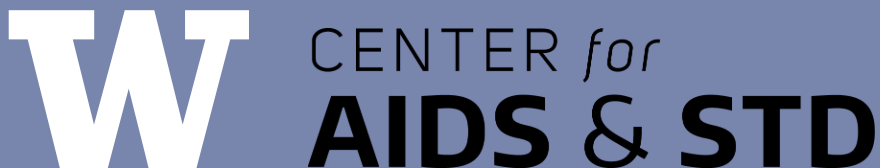 W
CENTER for
AIDS & STD